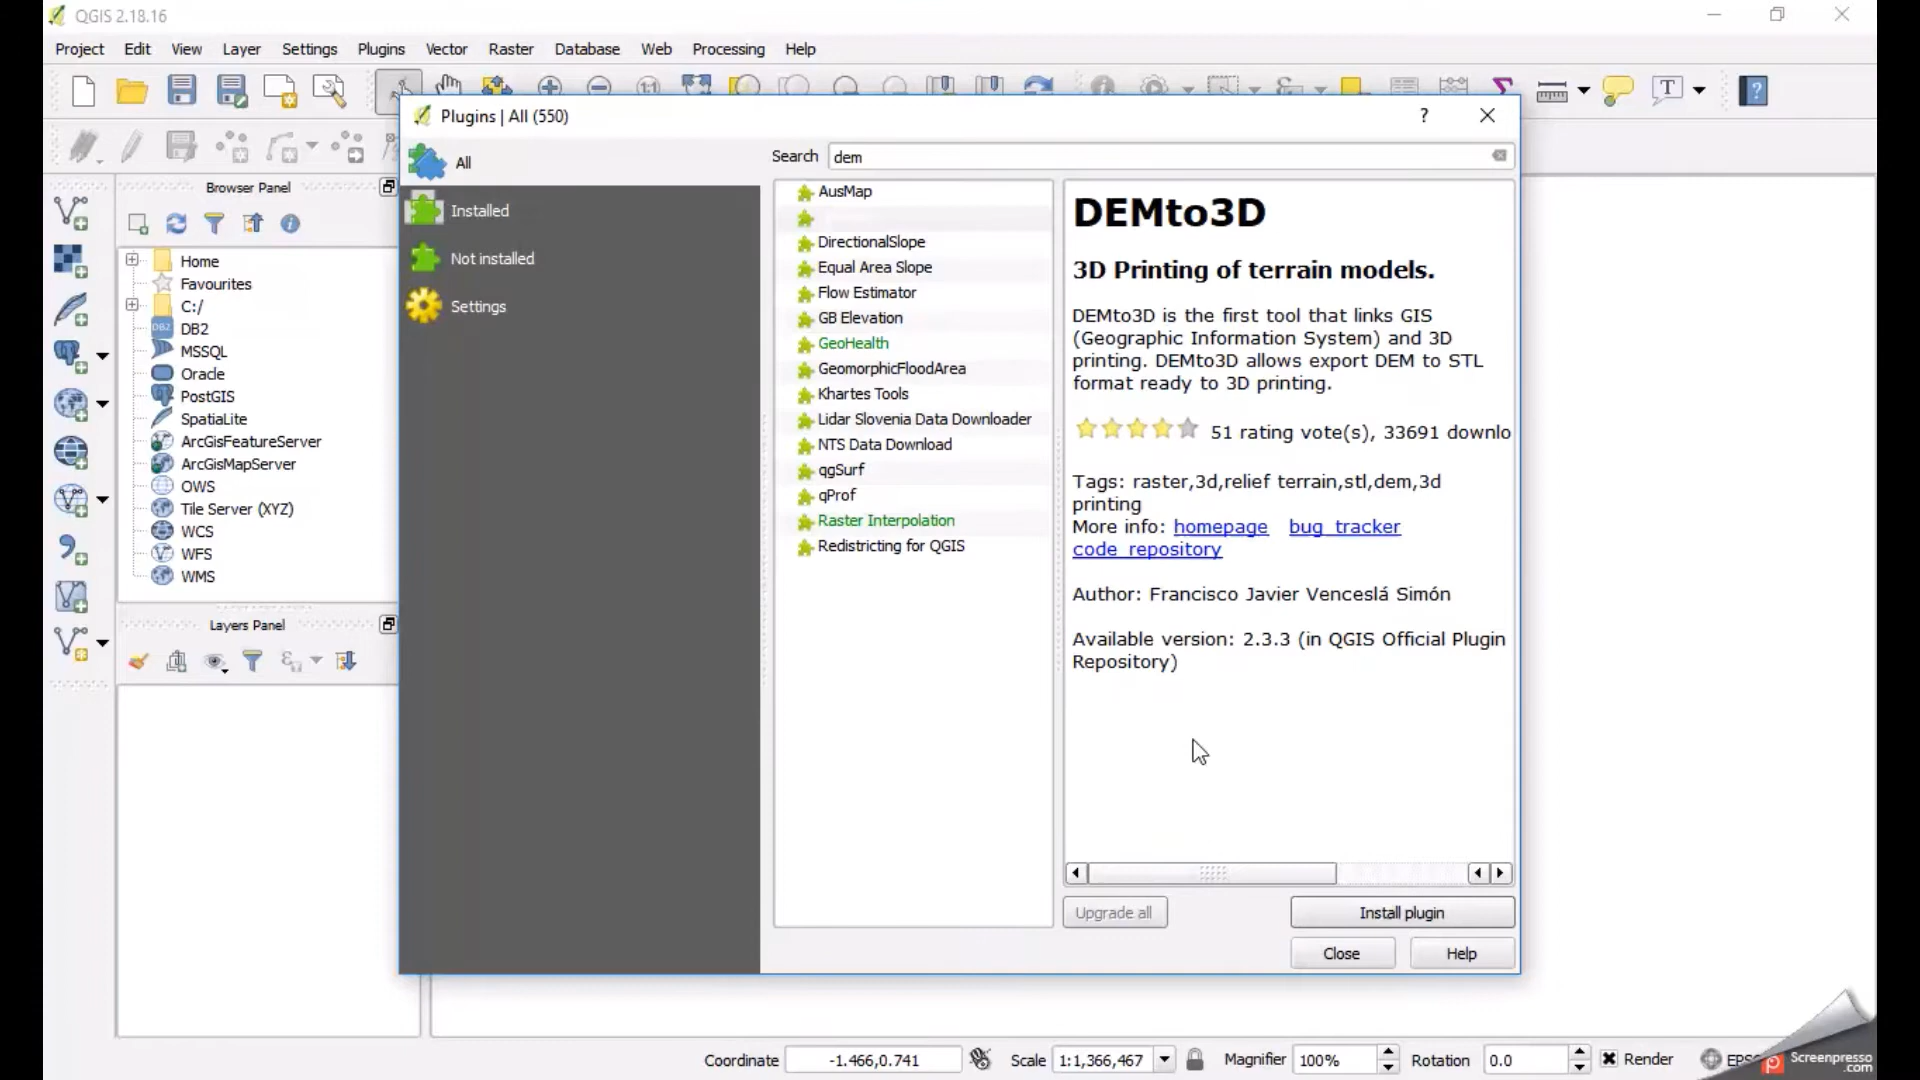 QGIS 2.18.16
Project Edit View Layer Settings Plugins Vector Raster Database Web Processing Help
1:1
T
?
Plugins | All (550)
?
All
Search dem
Installed
Not installed
Settings
Browser Panel
Home
Favourites
C:/
DB2 DB2
MSSQL
Oracle
PostGIS
SpatiaLite
ArcGisFeatureServer
ArcGisMapServer
OWS
Tile Server (XYZ)
WCS
WFS
WMS
Layers Panel
AusMap
DirectionalSlope
Equal Area Slope
Flow Estimator
GB Elevation
GeoHealth
GeomorphicFloodArea
Khartes Tools
Lidar Slovenia Data Downloader
NTS Data Download
qgSurf
qProf
Raster Interpolation
Redistricting for QGIS
DEMto3D
3D Printing of terrain models.
DEMto3D is the first tool that links GIS
(Geographic Information System) and 3D
printing. DEMto3D allows export DEM to STL
format ready to 3D printing.
51 rating vote(s), 33691 downlo
Tags: raster,3d,relief terrain,stl,dem,3d
printing
More info: homepage bug_tracker
code_repository
Author: Francisco Javier Venceslá Simón
Available version: 2.3.3 (in QGIS Official Plugin
Repository)
Upgrade all
Install plugin
Close
Help
Coordinate -1.466,0.741 Scale 1:1,366,467 Magnifier 100% Rotation 0.0 Render EPS
Screenpresso
.com